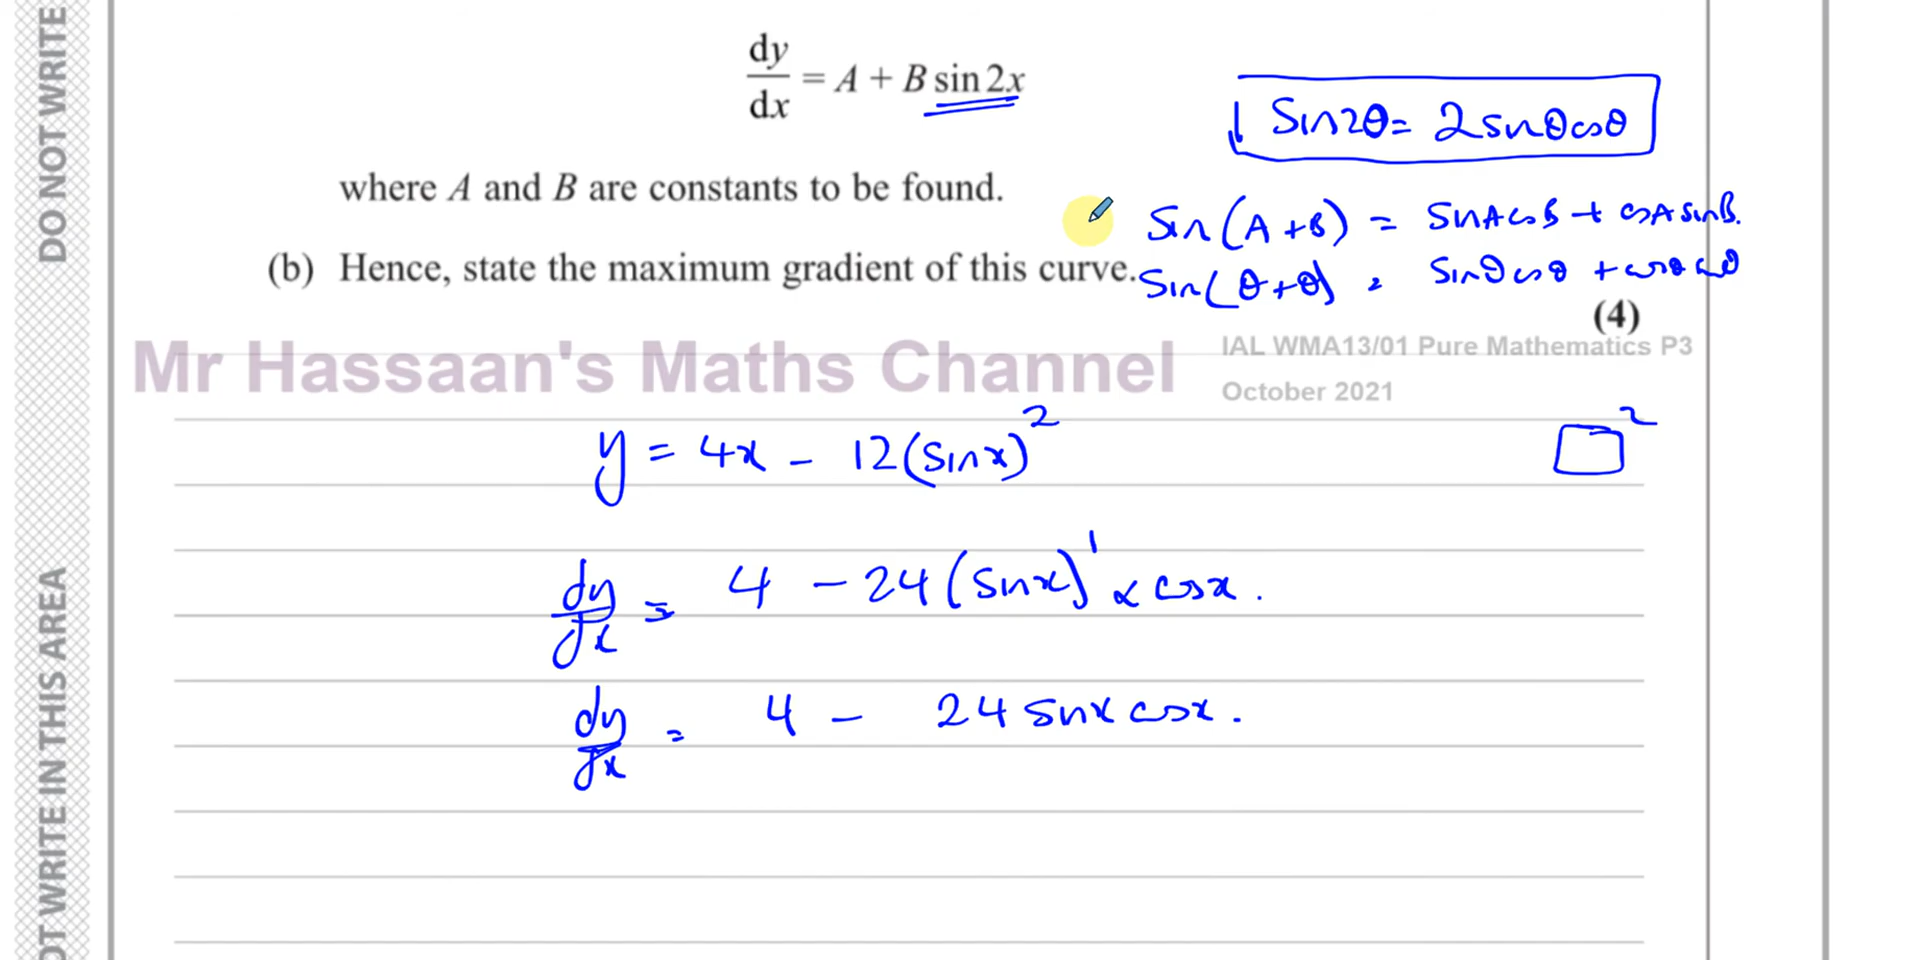 DO NOT WRITE
dy/dx = A + B sin 2x
Sin2θ = 2sinθcosθ
where A and B are constants to be found.
Sin(A+B) = sinAcosB + cosAsinB.
(b) Hence, state the maximum gradient of this curve.
Sin(θ+θ) = sinθcosθ +
(4)
Mr Hassaan's Maths Channel
IAL WMA13/01 Pure Mathematics P3
October 2021
y = 4x - 12(sinx)²
□²
dy/dx = 4 - 24(sinx)¹ × cosx.
dy/dx = 4 - 24 sinx cosx.
OT WRITE IN THIS AREA